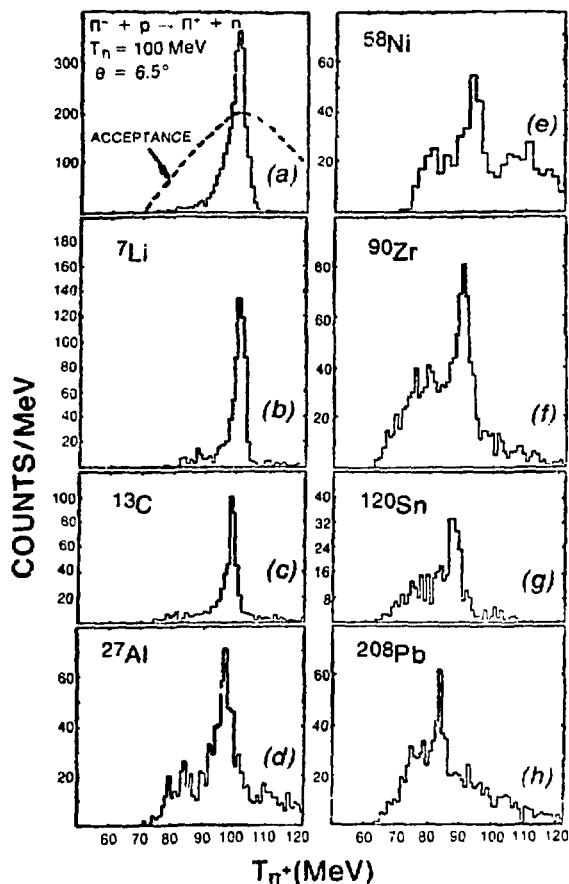 π⁻ + p → π⁺ + n
Tπ = 100 MeV
θ = 6.5°
ACCEPTANCE
300
200
100
(a)
⁵⁸Ni
60
40
20
(e)
⁷Li
180
160
140
120
100
80
60
40
20
(b)
⁹⁰Zr
80
60
40
20
(f)
COUNTS/MeV
¹³C
100
80
60
40
20
(c)
¹²⁰Sn
40
32
24
16
8
(g)
²⁷Al
60
40
20
(d)
²⁰⁸Pb
60
40
20
(h)
70 80 90 100 110 120
60 70 80 90 100 110 120
Tπ⁺(MeV)